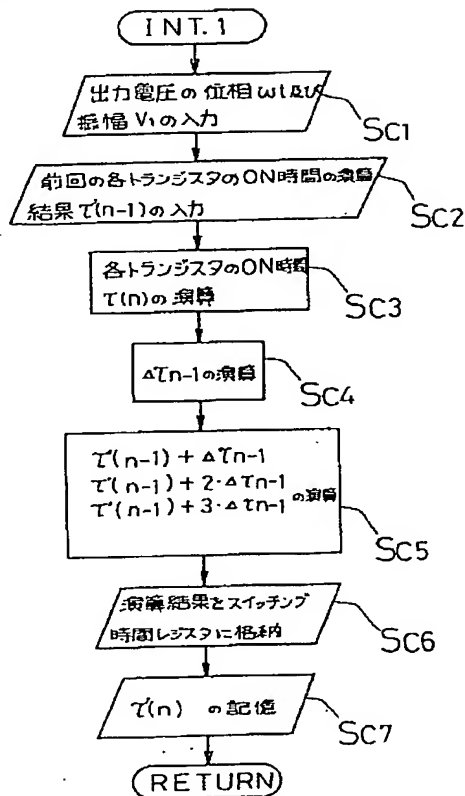 INT.1
出力電圧の位相ωt及び
振幅V₁の入力
SC1
前回の各トランジスタのON時間の演算
結果τ(n-1)の入力
SC2
各トランジスタのON時間
τ(n)の演算
SC3
Δτn-1の演算
SC4
τ(n-1)+Δτn-1
τ(n-1)+2・Δτn-1
τ(n-1)+3・Δτn-1の演算
SC5
演算結果をスイッチング
時間レジスタに格納
SC6
τ(n)の記憶
SC7
RETURN